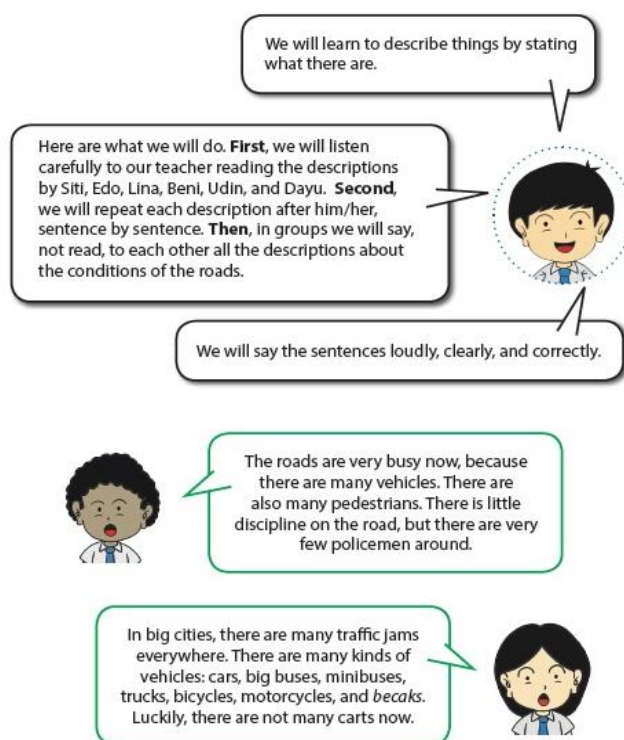 We will learn to describe things by stating
what there are.
Here are what we will do. First, we will listen
carefully to our teacher reading the descriptions
by Siti, Edo, Lina, Beni, Udin, and Dayu. Second,
we will repeat each description after him/her,
sentence by sentence. Then, in groups we will say,
not read, to each other all the descriptions about
the conditions of the roads.
We will say the sentences loudly, clearly, and correctly.
The roads are very busy now, because
there are many vehicles. There are
also many pedestrians. There is little
discipline on the road, but there are very
few policemen around.
In big cities, there are many traffic jams
everywhere. There are many kinds of
vehicles: cars, big buses, minibuses,
trucks, bicycles, motorcycles, and becaks.
Luckily, there are not many carts now.